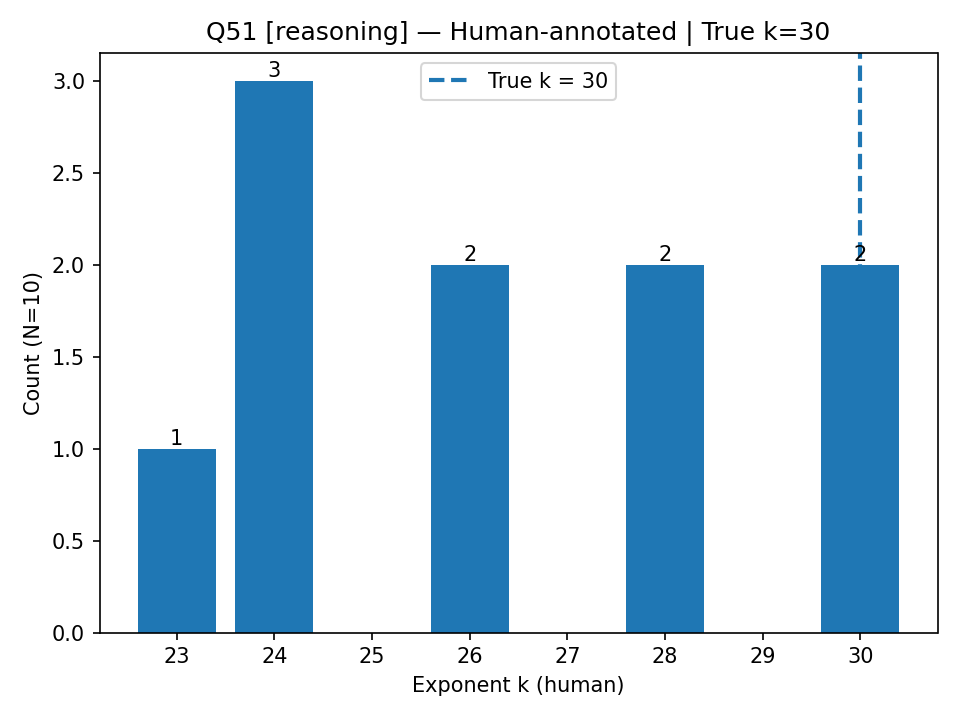 Q51 [reasoning] — Human-annotated | True k=30
True k = 30
3
2
2
2
1
3.0
2.5
2.0
1.5
1.0
0.5
0.0
Count (N=10)
23 24 25 26 27 28 29 30
Exponent k (human)